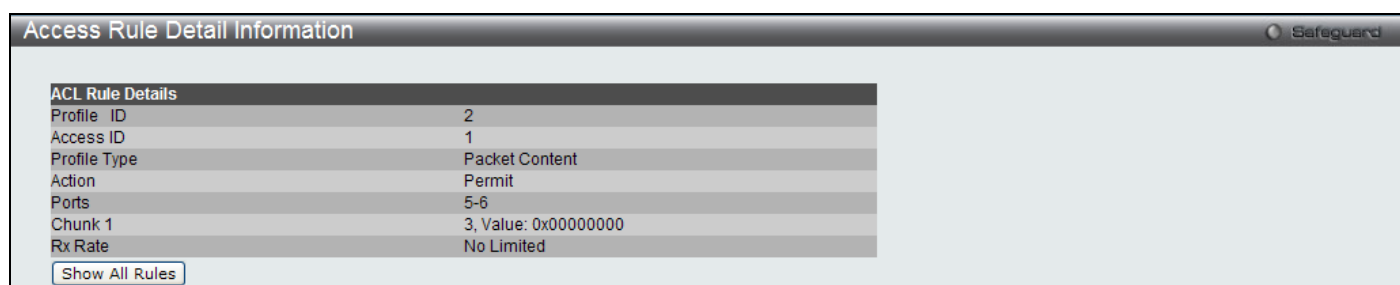 Access Rule Detail Information
Safeguard
ACL Rule Details
Profile ID 2
Access ID 1
Profile Type Packet Content
Action Permit
Ports 5-6
Chunk 1 3, Value: 0x00000000
Rx Rate No Limited
Show All Rules